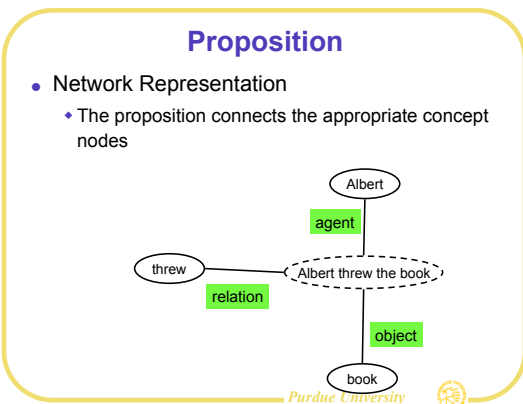 Proposition
Network Representation
The proposition connects the appropriate concept
nodes
Albert
agent
threw
Albert threw the book
relation
object
book
Purdue University